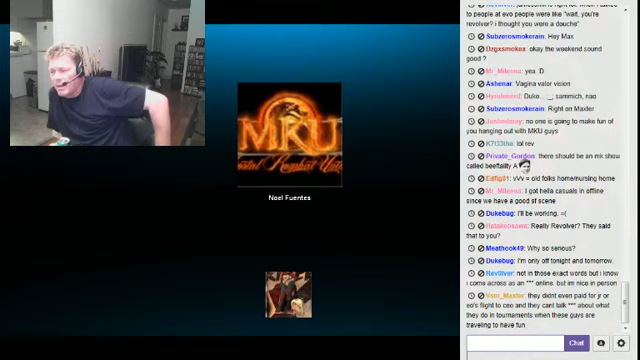 to people at evo people were like "wait, you're
revolver? i thought you were a douche"
Subzerosmokerain: Hey Max
Dzgxsmokex: okay the weekend sound
good ?
Mr_Mileena: yea :D
Ashenar: Vagina valor vision
Duke...._; sammich, nao
Subzerosmokerain: Right on Maxter
no one is going to make fun of
you hanging out with MKU guys
K7l33tha: lol rev
Private_Gordon: there should be an mk show
called beefality A
Edfig01: vVv = old folks home/nursing home
Mr_Mileena: I got hella casuals in offline
since we have a good sf scene
Dukebug: I'll be working. =(
Really Revolver? They said
that to you?
Meathook49: Why so serious?
Dukebug: I'm only off tonight and tomorrow.
Rev0lver: not in those exact words but i know
i come across as an *** online. but im nice in person
Vsm_Maxter: they didnt even paid for jr or
flight to ceo and they cant talk *** about what
they do in tournaments when these guys are
traveling to have fun
Chat
MKU
Noel Fuentes